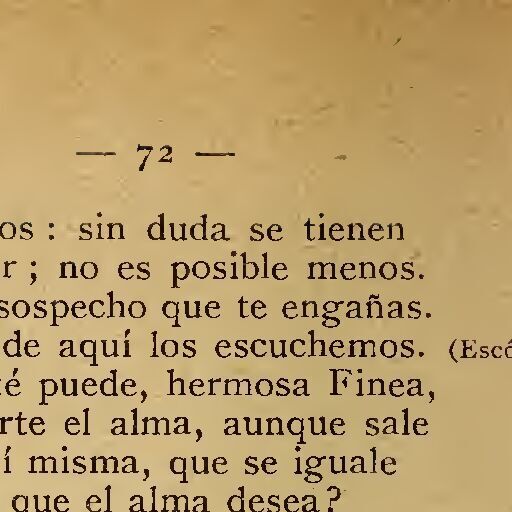 — 72 —
os : sin duda se tienen
r ; no es posible menos.
sospecho que te engañas.
de aquí los escuchemos. (Escó
é puede, hermosa Finea,
rte el alma, aunque sale
í misma, que se iguale
que el alma desea?